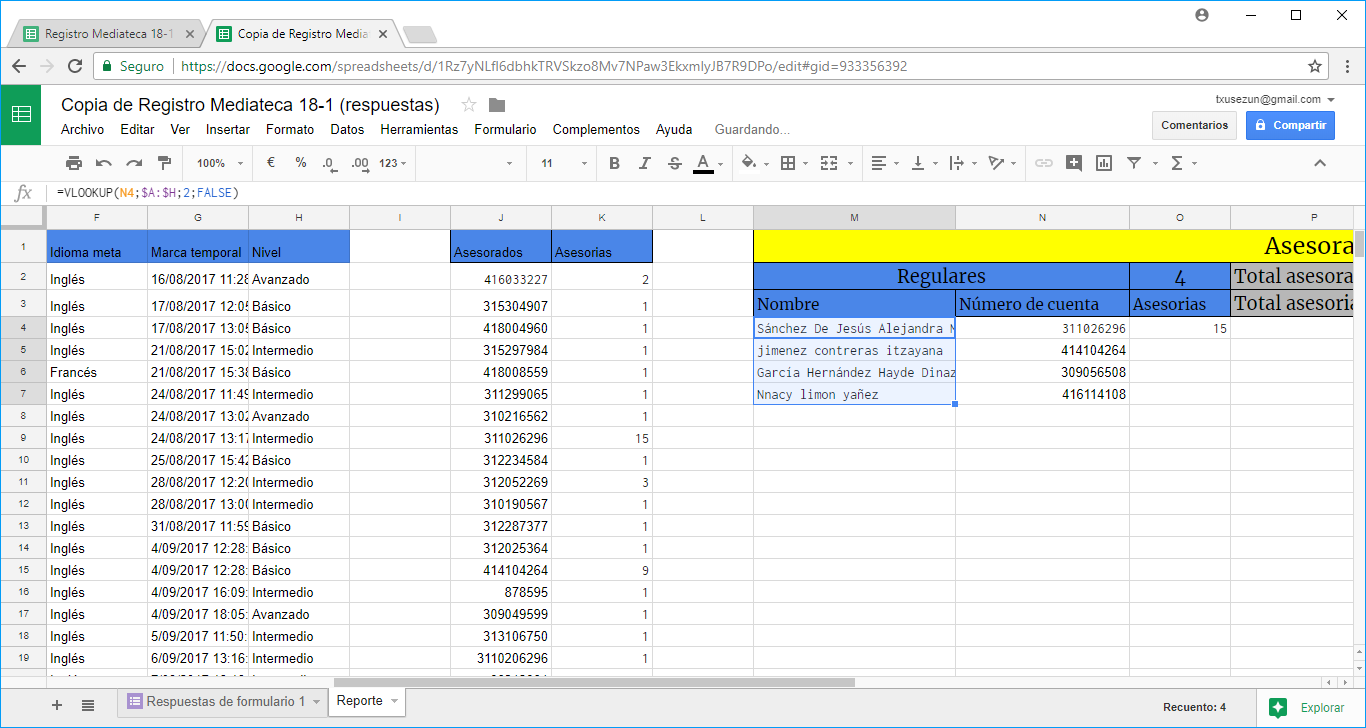 Registro Mediateca 18-1
Copia de Registro Media
Seguro
https://docs.google.com/spreadsheets/d/1Rz7yNLfl6dbhkTRVSkzo8Mv7NPaw3EkxmlyJB7R9DPo/edit#gid=933356392
Copia de Registro Mediateca 18-1 (respuestas)
txusezun@gmail.com
Archivo Editar Ver Insertar Formato Datos Herramientas Formulario Complementos Ayuda Guardando...
Comentarios Compartir
100% € % .0 .00 123 11 B I S A Σ
fx =VLOOKUP(N4;$A:$H;2;FALSE)
F G H I J K L M N O P
1 Idioma meta Marca temporal Nivel Asesorados Asesorias Asesora
2 Inglés 16/08/2017 11:28 Avanzado 416033227 2 Regulares 4 Total asesora
3 Inglés 17/08/2017 12:05 Básico 315304907 1 Nombre Número de cuenta Asesorias Total asesoria
4 Inglés 17/08/2017 13:05 Básico 418004960 1 Sánchez De Jesús Alejandra 311026296 15
5 Inglés 21/08/2017 15:02 Intermedio 315297984 1 jimenez contreras itzayana 414104264
6 Francés 21/08/2017 15:38 Básico 418008559 1 García Hernández Hayde Dinaz 309056508
7 Inglés 24/08/2017 11:49 Intermedio 311299065 1 Nnacy limon yañez 416114108
8 Inglés 24/08/2017 13:02 Avanzado 310216562 1
9 Inglés 24/08/2017 13:17 Intermedio 311026296 15
10 Inglés 25/08/2017 15:42 Básico 312234584 1
11 Inglés 28/08/2017 12:20 Intermedio 312052269 3
12 Inglés 28/08/2017 13:00 Intermedio 310190567 1
13 Inglés 31/08/2017 11:59 Básico 312287377 1
14 Inglés 4/09/2017 12:28: Básico 312025364 1
15 Inglés 4/09/2017 12:28: Básico 414104264 9
16 Inglés 4/09/2017 16:09: Intermedio 878595 1
17 Inglés 4/09/2017 18:05: Avanzado 309049599 1
18 Inglés 5/09/2017 11:50: Intermedio 313106750 1
19 Inglés 6/09/2017 13:16: Intermedio 3110206296 1
Respuestas de formulario 1 Reporte Recuento: 4 Explorar